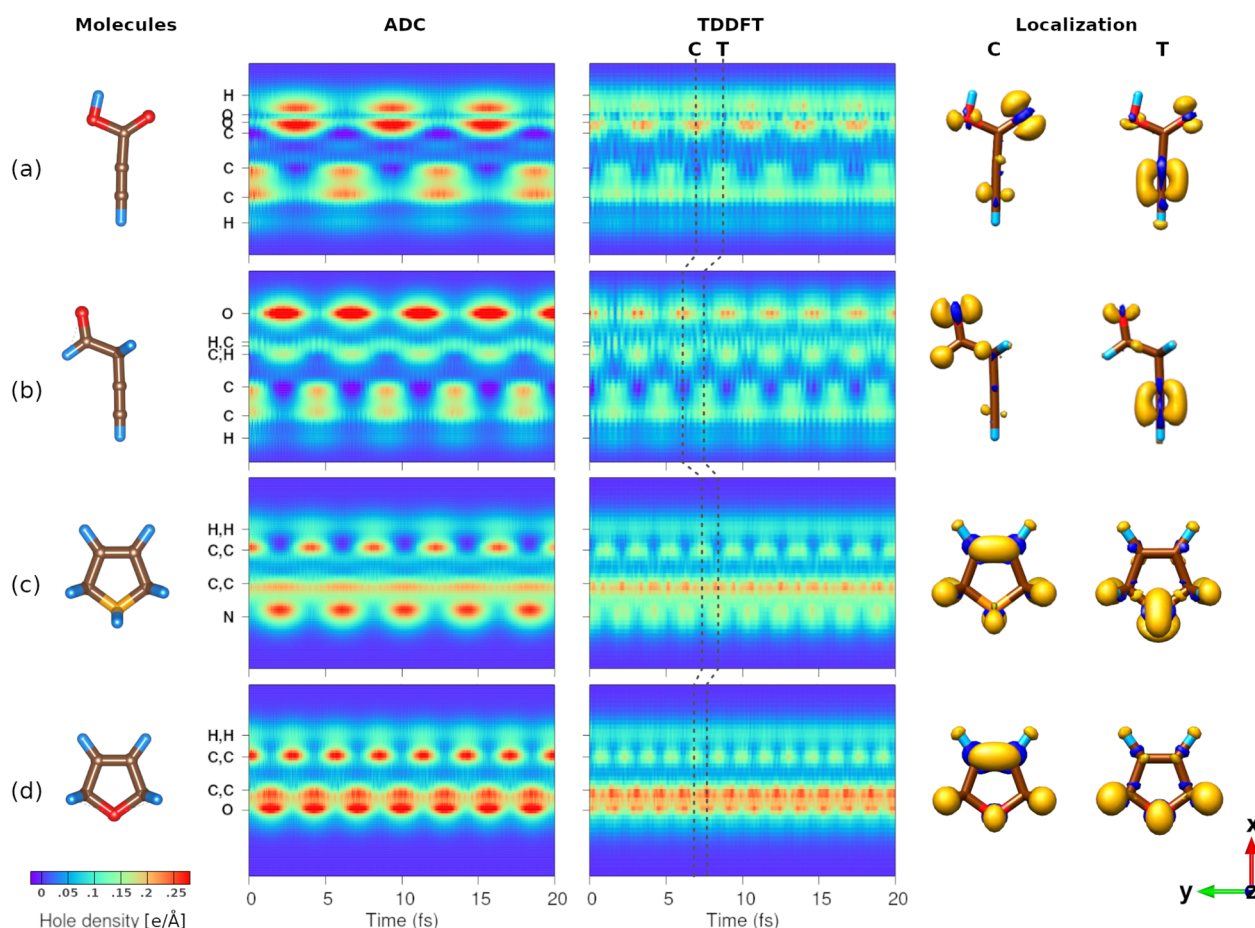 Molecules ADC TDDFT Localization
C T C T
(a)
H
O
O
C
C
C
H
(b)
O
H,C
C,H
C
C
H
(c)
H,H
C,C
C,C
N
(d)
H,H
C,C
C,C
O
0 .05 .1 .15 .2 .25
Hole density [e/Å]
0 5 10 15 20
Time (fs)
0 5 10 15 20
Time (fs)
x
y z